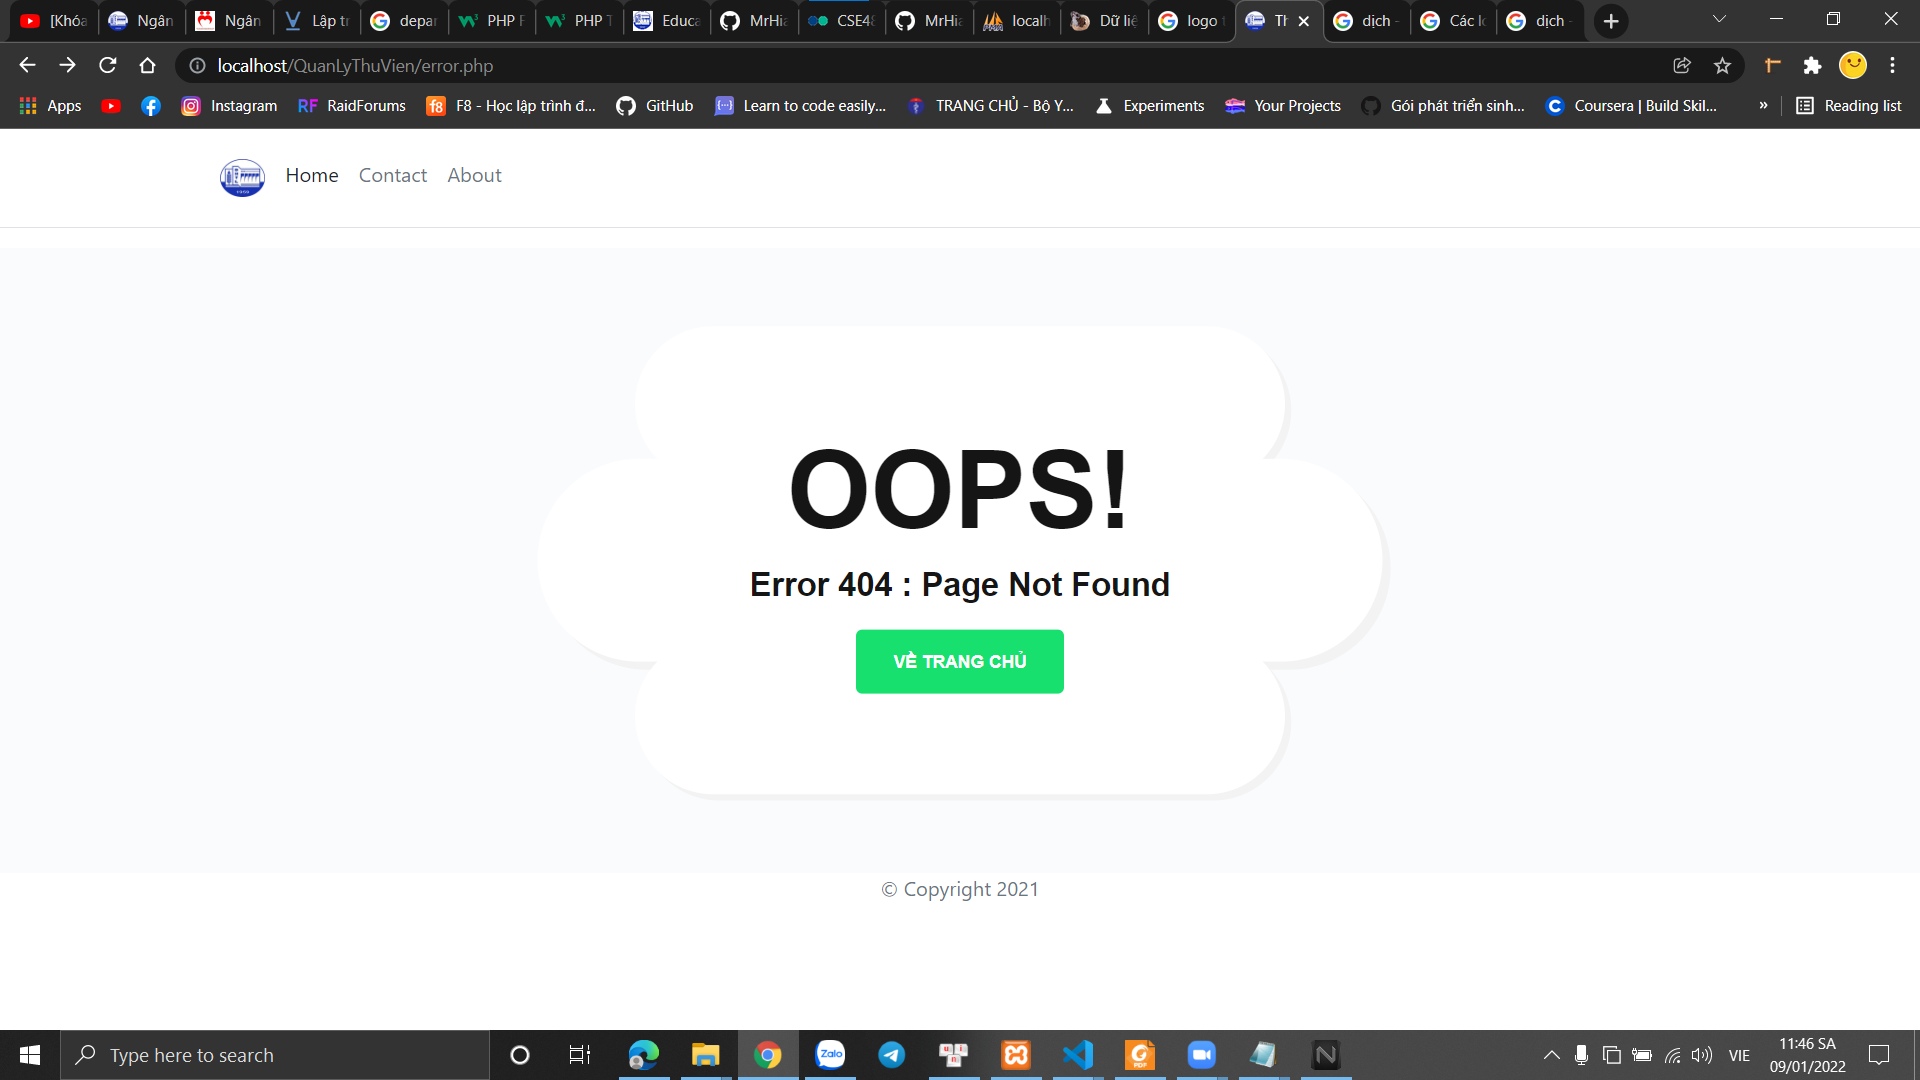 [Khóa
Ngân
Ngân
Lập tr
depar
PHP F
PHP T
Educa
MrHia
CSE48
MrHia
localh
Dữ liệ
logo t
Th
dịch -
Các lo
dịch -
localhost/QuanLyThuVien/error.php
Apps
Instagram
RF RaidForums
f8 F8 - Học lập trình đ...
GitHub
Learn to code easily...
TRANG CHỦ - Bộ Y...
Experiments
Your Projects
Gói phát triển sinh...
Coursera | Build Skil...
»
Reading list
Home
Contact
About
OOPS!
Error 404 : Page Not Found
VỀ TRANG CHỦ
© Copyright 2021
Type here to search
Zalo
VIE
11:46 SA
09/01/2022